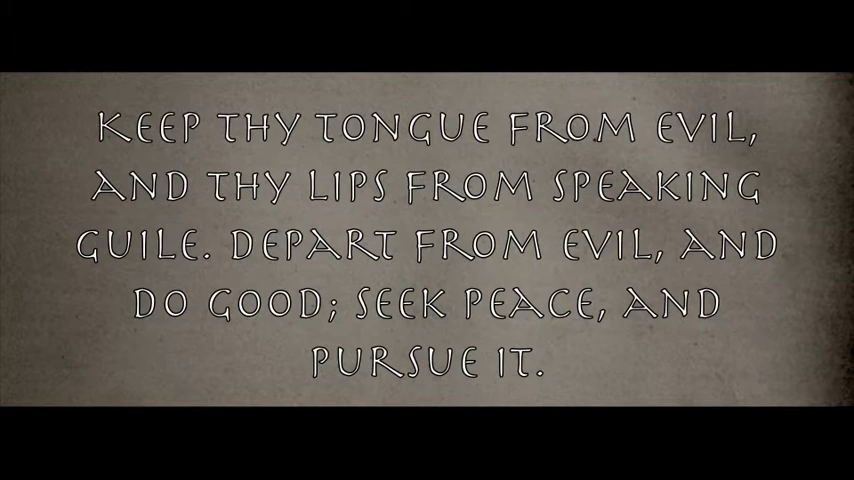 KEEP THY TONGUE FROM EVIL,
AND THY LIPS FROM SPEAKING
GUILE. DEPART FROM EVIL, AND
DO GOOD; SEEK PEACE, AND
PURSUE IT.